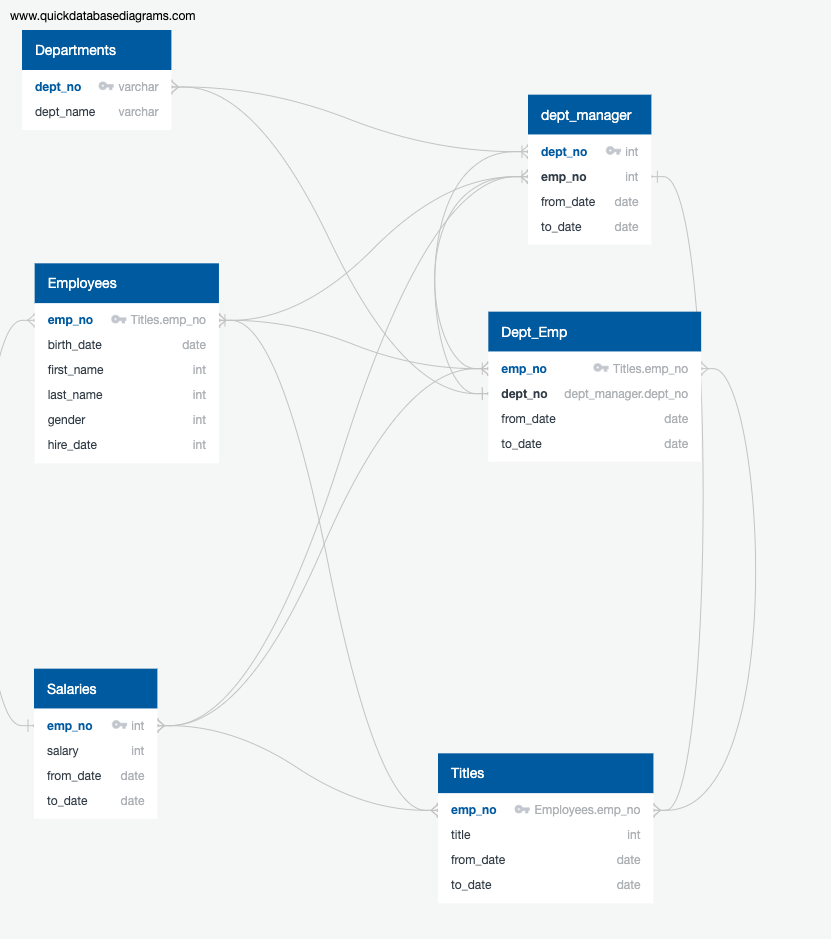 www.quickdatabasediagrams.com
Departments
dept_no varchar
dept_name varchar
dept_manager
dept_no int
emp_no int
from_date date
to_date date
Employees
emp_no Titles.emp_no
birth_date date
first_name int
last_name int
gender int
hire_date int
Dept_Emp
emp_no Titles.emp_no
dept_no dept_manager.dept_no
from_date date
to_date date
Salaries
emp_no int
salary int
from_date date
to_date date
Titles
emp_no Employees.emp_no
title int
from_date date
to_date date